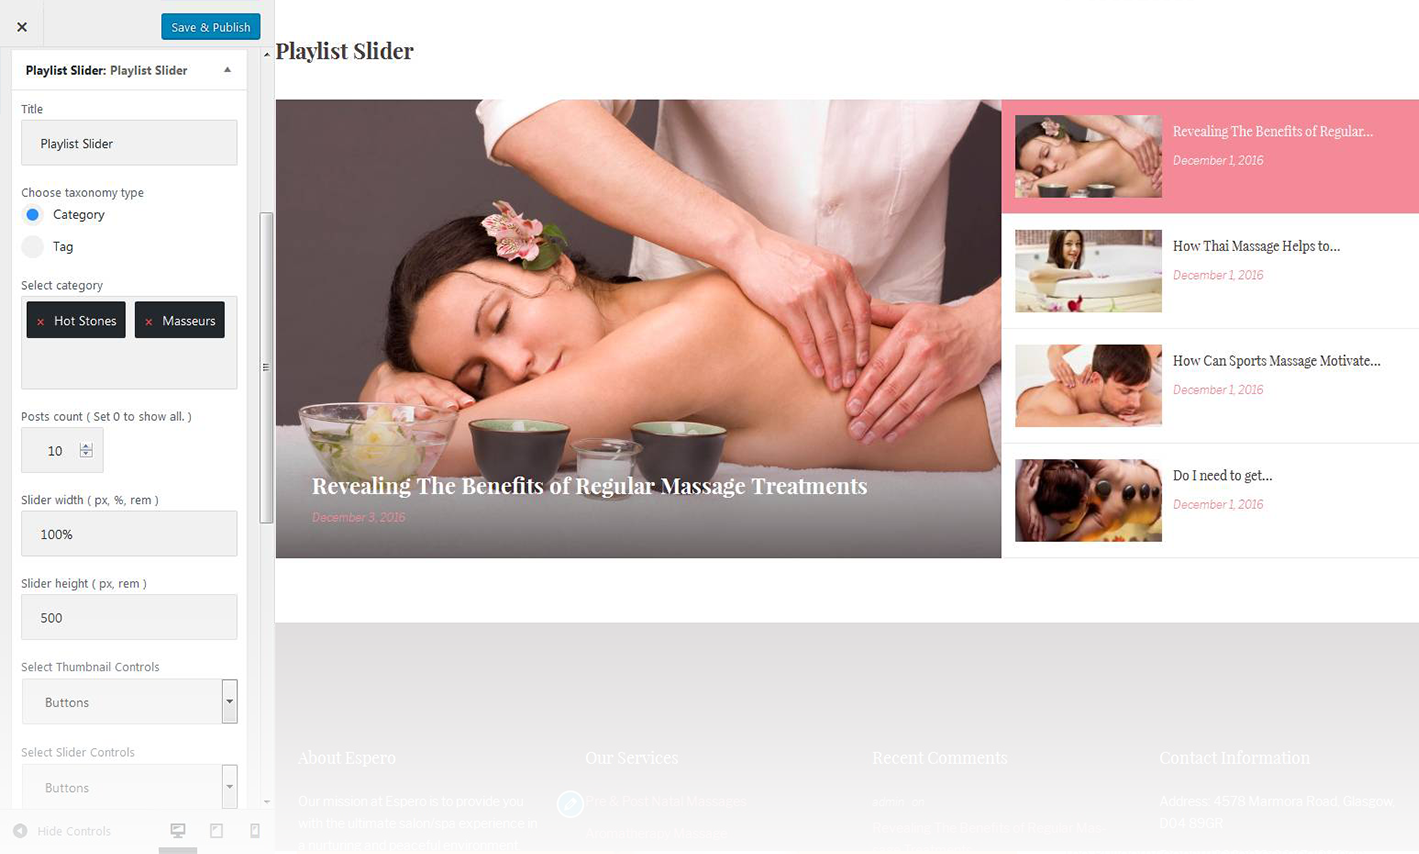 Save & Publish
Playlist Slider: Playlist Slider
Title
Playlist Slider
Choose taxonomy type
Category
Tag
Select category
× Hot Stones
× Masseurs
Posts count ( Set 0 to show all. )
10
Slider width ( px, %, rem )
100%
Slider height ( px, rem )
500
Select Thumbnail Controls
Buttons
Select Slider Controls
Buttons
Hide Controls
Playlist Slider
Revealing The Benefits of Regular Massage Treatments
December 3, 2016
Revealing The Benefits of Regular...
December 1, 2016
How Thai Massage Helps to...
December 1, 2016
How Can Sports Massage Motivate...
December 1, 2016
Do I need to get...
December 1, 2016
About Espero
Our mission at Espero is to provide you
with the ultimate salon/spa experience in
a nurturing and peaceful environment
Our Services
Pre & Post Natal Massages
Aromatherapy Massage
Recent Comments
admin on
Revealing The Benefits of Regular
Contact Information
Address: 4578 Marmora Road, Glasgow
D04 89GR